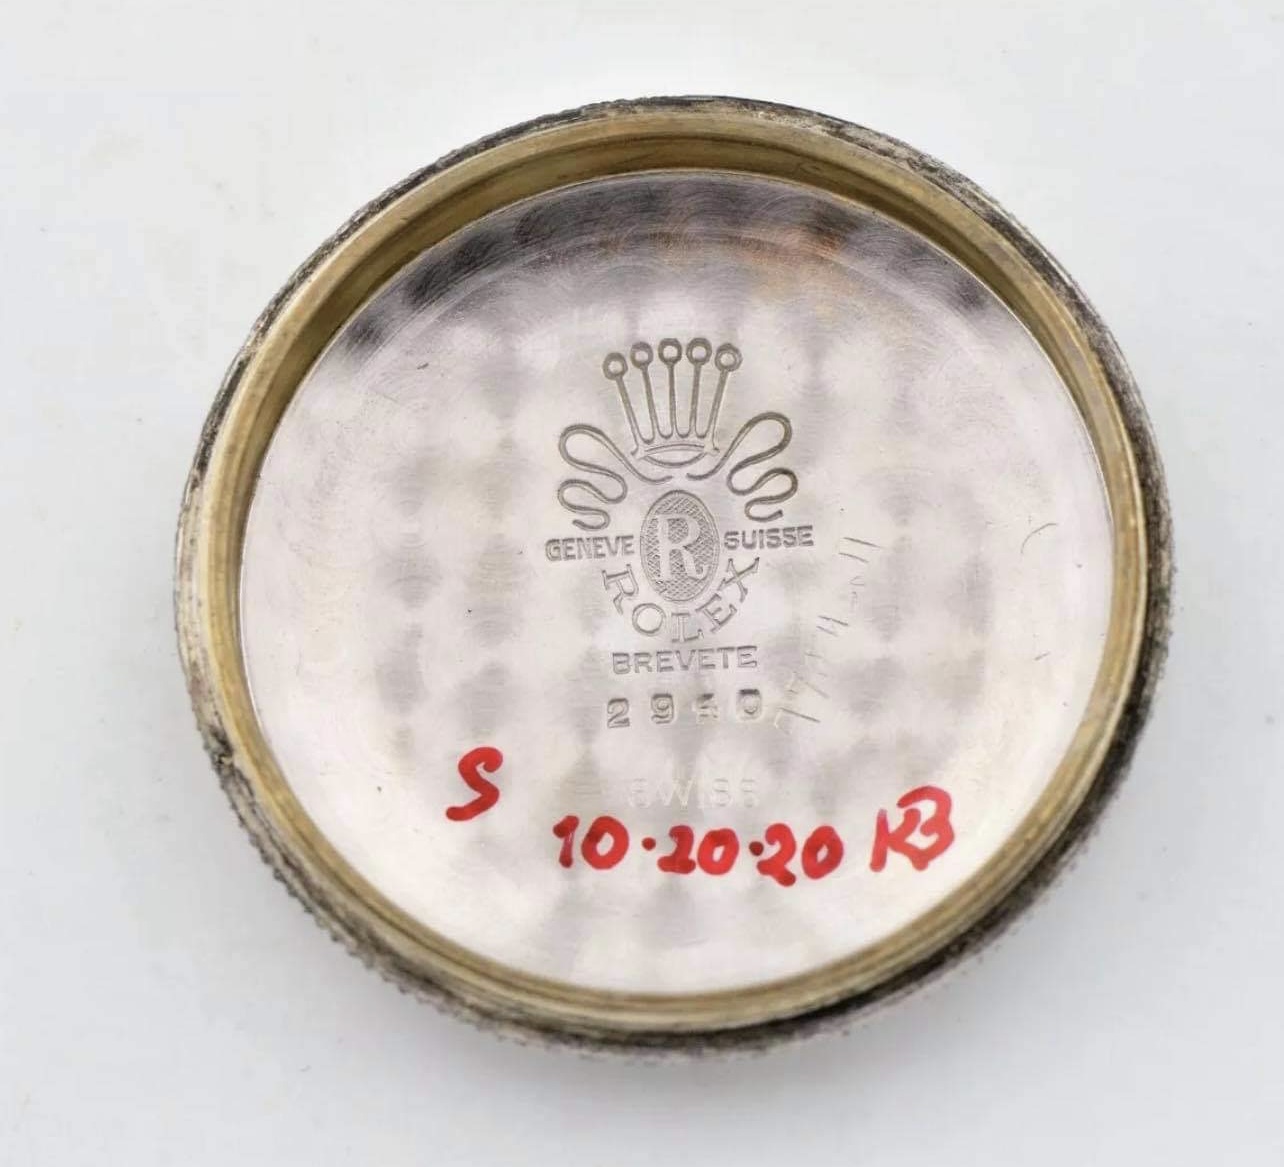 GENEVE R SUISSE
ROLEX
BREVETE
2940
SWISS
S
10·20·20 KB